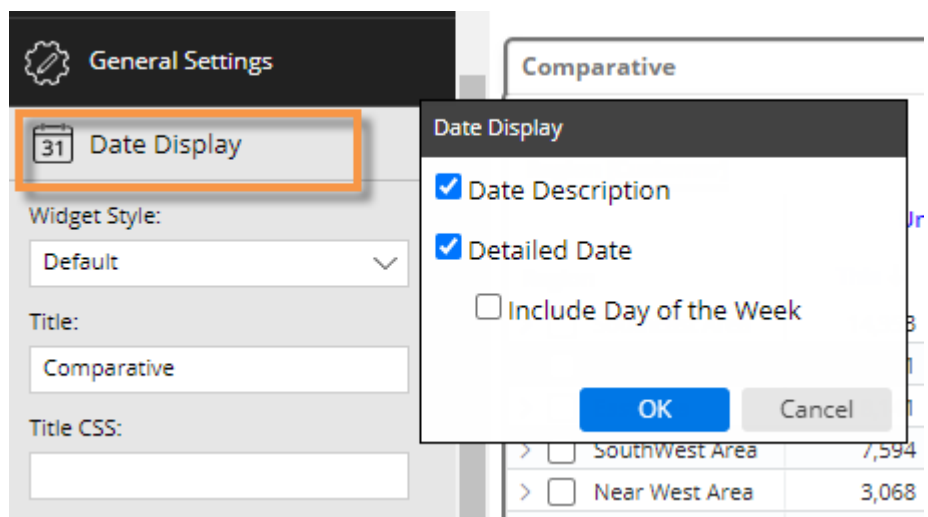 General Settings
31 Date Display
Widget Style:
Default
Title:
Comparative
Title CSS:
Comparative
Date Display
Date Description
Detailed Date
Include Day of the Week
OK Cancel
SouthWest Area 7,594
Near West Area 3,068